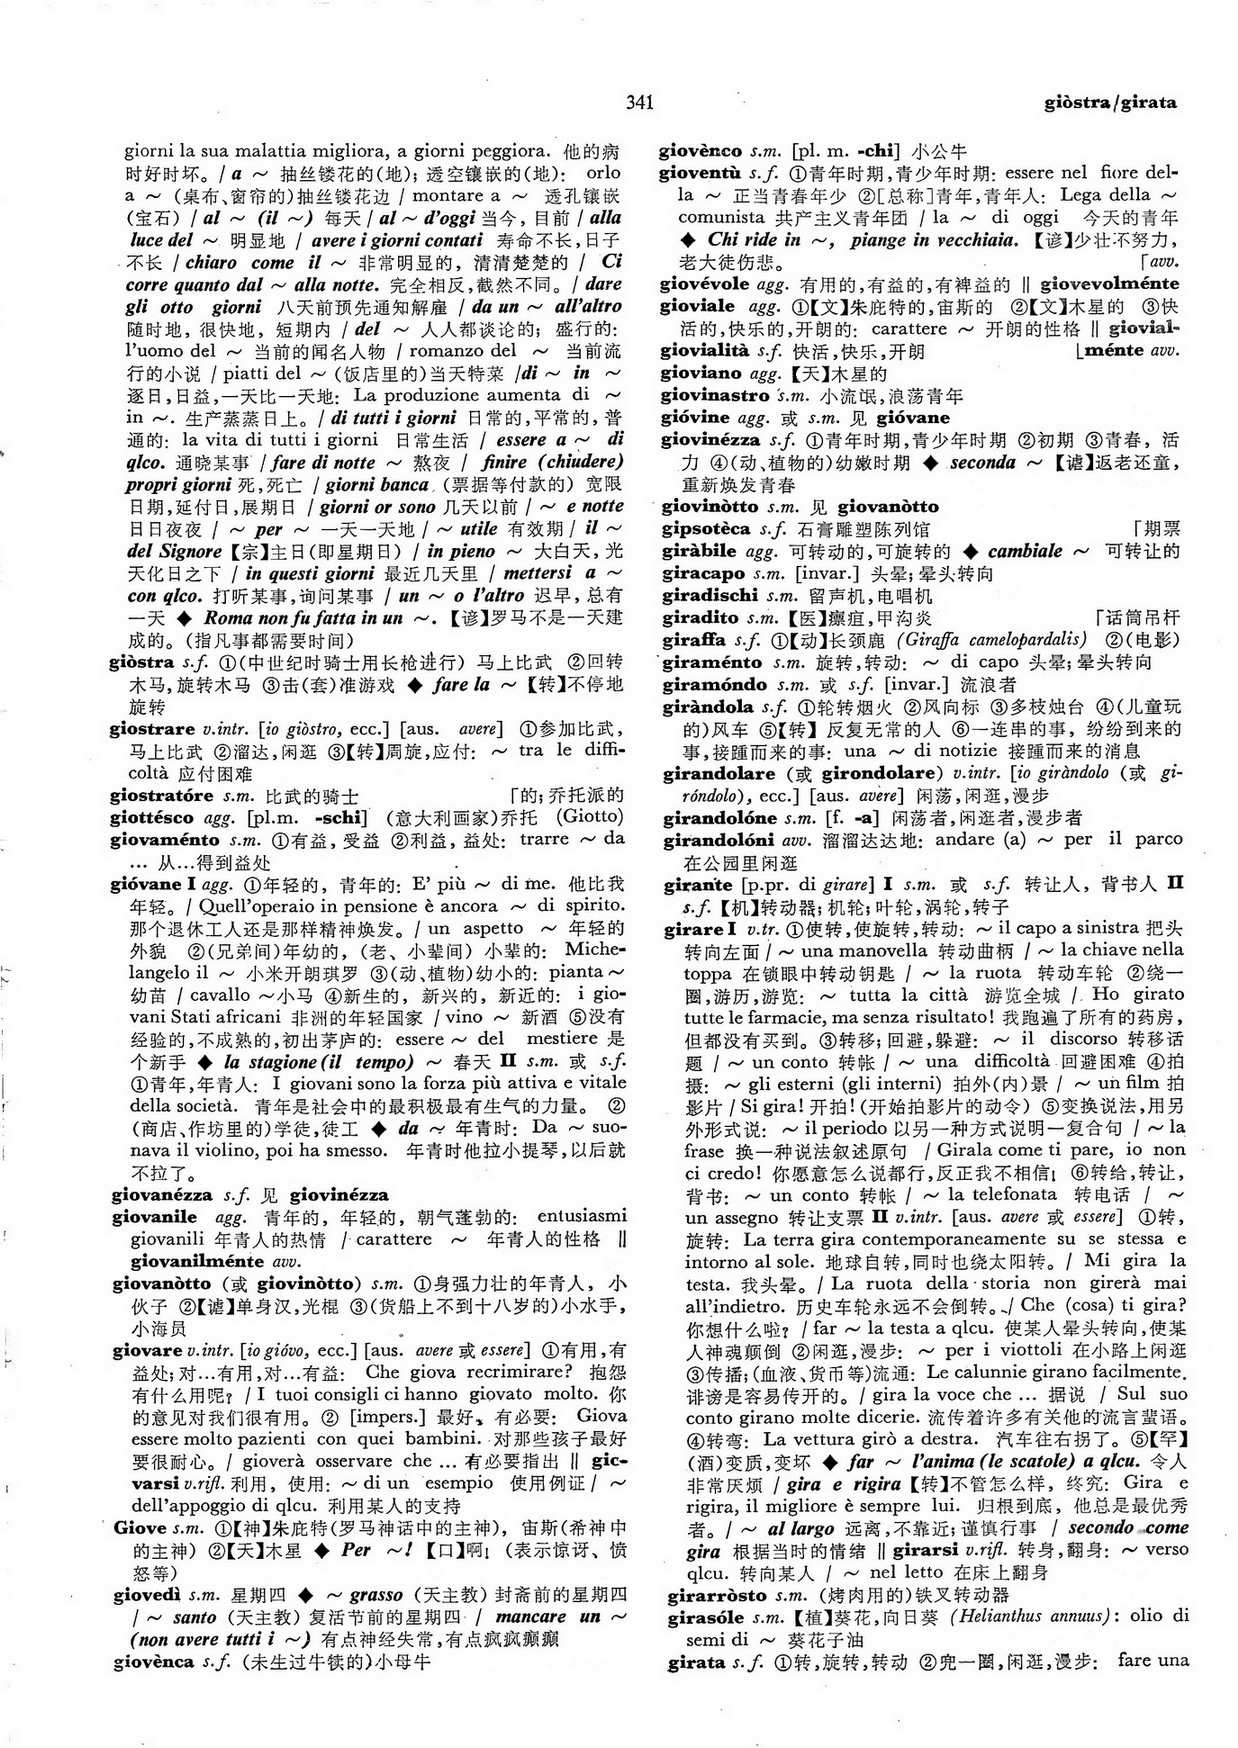 341
giòstra/girata
giorni la sua malattia migliora, a giorni peggiora. 他的病
时好时坏。/ a ～ 抽丝镂花的(地); 透空镶嵌的(地): orlo
a ～ (桌布、窗帘的)抽丝镂花边 / montare a ～ 透孔镶嵌
(宝石) / al ～ (il ～) 每天 / al ～ d'oggi 当今, 目前 / alla
luce del ～ 明显地 / avere i giorni contati 寿命不长,日子
不长 / chiaro come il ～ 非常明显的, 清清楚楚的 / Ci
corre quanto dal ～ alla notte. 完全相反,截然不同。/ dare
gli otto giorni 八天前预先通知解雇 / da un ～ all'altro
随时地, 很快地, 短期内 / del ～ 人人都谈论的; 盛行的:
l'uomo del ～ 当前的闻名人物 / romanzo del ～ 当前流
行的小说 / piatti del ～ (饭店里的)当天特菜 /di ～ in ～
逐日,日益,一天比一天地: La produzione aumenta di ～
in ～. 生产蒸蒸日上。/ di tutti i giorni 日常的,平常的, 普
通的: la vita di tutti i giorni 日常生活 / essere a ～ di
qlco. 通晓某事 / fare di notte ～ 熬夜 / finire (chiudere)
propri giorni 死,死亡 / giorni banca (票据等付款的) 宽限
日期,延付日,展期日 / giorni or sono 几天以前 / ～ e notte
日日夜夜 / ～ per ～ 一天一天地 / ～ utile 有效期 / il ～
del Signore【宗】主日(即星期日) / in pieno ～ 大白天, 光
天化日之下 / in questi giorni 最近几天里 / mettersi a ～
con qlco. 打听某事,询问某事 / un ～ o l'altro 迟早, 总有
一天 ◆ Roma non fu fatta in un ～.【谚】罗马不是一天建
成的。(指凡事都需要时间)
giòstra s.f. ①(中世纪时骑士用长枪进行) 马上比武 ②回转
木马,旋转木马 ③击(套)准游戏 ◆ fare la ～【转】不停地
旋转
giostrare v.intr. [io giòstro, ecc.] [aus. avere] ①参加比武,
马上比武 ②溜达,闲逛 ③【转】周旋,应付: ～ tra le diffi-
coltà 应付困难
giostratóre s.m. 比武的骑士 「的; 乔托派的
giottésco agg. [pl.m. -schi] (意大利画家)乔托 (Giotto)
giovaménto s.m. ①有益, 受益 ②利益, 益处: trarre ～ da
… 从…得到益处
gióvane I agg. ①年轻的, 青年的: E' più ～ di me. 他比我
年轻。/ Quell'operaio in pensione è ancora ～ di spirito.
那个退休工人还是那样精神焕发。/ un aspetto ～ 年轻的
外貌 ②(兄弟间)年幼的, (老、小辈间) 小辈的: Miche-
langelo il ～ 小米开朗琪罗 ③(动、植物)幼小的: pianta ～
幼苗 / cavallo ～小马 ④新生的, 新兴的, 新近的: i gio-
vani Stati africani 非洲的年轻国家 / vino ～ 新酒 ⑤没有
经验的,不成熟的,初出茅庐的: essere ～ del mestiere 是
个新手 ◆ la stagione (il tempo) ～ 春天 II s.m. 或 s.f.
①青年,年青人: I giovani sono la forza più attiva e vitale
della società. 青年是社会中的最积极最有生气的力量。 ②
(商店、作坊里的)学徒,徒工 ◆ da ～ 年青时: Da ～ suo-
nava il violino, poi ha smesso. 年青时他拉小提琴,以后就
不拉了。
giovanézza s.f. 见 giovinézza
giovanile agg. 青年的, 年轻的, 朝气蓬勃的: entusiasmi
giovanili 年青人的热情 / carattere ～ 年青人的性格 ‖
giovanilménte avv.
giovanòtto (或 giovinòtto) s.m. ①身强力壮的年青人, 小
伙子 ②【谑】单身汉,光棍 ③(货船上不到十八岁的)小水手,
小海员
giovare v.intr. [io gióvo, ecc.] [aus. avere 或 essere] ①有用,有
益处;对…有用,对…有益: Che giova recrimirare? 抱怨
有什么用呢? / I tuoi consigli ci hanno giovato molto. 你
的意见对我们很有用。② [impers.] 最好、有必要: Giova
essere molto pazienti con quei bambini. 对那些孩子最好
要很耐心。/ gioverà osservare che … 有必要指出 ‖ gio-
varsi v.rifl. 利用, 使用: ～ di un esempio 使用例证 / ～
dell'appoggio di qlcu. 利用某人的支持
Giove s.m. ①【神】朱庇特(罗马神话中的主神), 宙斯(希神中
的主神) ②【天】木星 ◆ Per ～!【口】啊! (表示惊讶、愤
怒等)
giovedì s.m. 星期四 ◆ ～ grasso (天主教) 封斋前的星期四
/ ～ santo (天主教) 复活节前的星期四 / mancare un ～
(non avere tutti i ～) 有点神经失常,有点疯疯癫癫
giovènca s.f. (未生过牛犊的)小母牛
giovènco s.m. [pl. m. -chi] 小公牛
gioventù s.f. ①青年时期,青少年时期: essere nel fiore del-
la ～ 正当青春年少 ②[总称]青年,青年人: Lega della ～
comunista 共产主义青年团 / la ～ di oggi 今天的青年
◆ Chi ride in ～, piange in vecchiaia.【谚】少壮不努力,
老大徒伤悲。 「avv.
giovévole agg. 有用的,有益的,有裨益的 ‖ giovevolménte
gioviale agg. ①【文】朱庇特的,宙斯的 ②【文】木星的 ③快
活的,快乐的,开朗的: carattere ～ 开朗的性格 ‖ giovial-
giovialità s.f. 快活,快乐,开朗 ⌊ménte avv.
gioviano agg.【天】木星的
giovinastro s.m. 小流氓,浪荡青年
gióvine agg. 或 s.m. 见 gióvane
giovinézza s.f. ①青年时期,青少年时期 ②初期 ③青春, 活
力 ④(动、植物的)幼嫩时期 ◆ seconda ～【谑】返老还童,
重新焕发青春
giovinòtto s.m. 见 giovanòtto
gipsotèca s.f. 石膏雕塑陈列馆 「期票
giràbile agg. 可转动的,可旋转的 ◆ cambiale ～ 可转让的
giracapo s.m. [invar.] 头晕; 晕头转向
giradischi s.m. 留声机,电唱机
giradito s.m.【医】瘭疽,甲沟炎 「话筒吊杆
giraffa s.f. ①【动】长颈鹿 (Giraffa camelopardalis) ②(电影)
giraménto s.m. 旋转,转动: ～ di capo 头晕; 晕头转向
giramóndo s.m. 或 s.f. [invar.] 流浪者
giràndola s.f. ①轮转烟火 ②风向标 ③多枝烛台 ④(儿童玩
的)风车 ⑤【转】 反复无常的人 ⑥一连串的事, 纷纷到来的
事,接踵而来的事: una ～ di notizie 接踵而来的消息
girandolare (或 girondolare) v.intr. [io giràndolo (或 gi-
róndolo), ecc.] [aus. avere] 闲荡,闲逛,漫步
girandolóne s.m. [f. -a] 闲荡者,闲逛者,漫步者
girandolóni avv. 溜溜达达地: andare (a) ～ per il parco
在公园里闲逛
girante [p.pr. di girare] I s.m. 或 s.f. 转让人, 背书人 II
s.f.【机】转动器; 机轮; 叶轮,涡轮,转子
girare I v.tr. ①使转,使旋转,转动: ～ il capo a sinistra 把头
转向左面 / ～ una manovella 转动曲柄 / ～ la chiave nella
toppa 在锁眼中转动钥匙 / ～ la ruota 转动车轮 ②绕一
圈,游历,游览: ～ tutta la città 游览全城 / Ho girato
tutte le farmacie, ma senza risultato! 我跑遍了所有的药房,
但都没有买到。③转移; 回避,躲避: ～ il discorso 转移话
题 / ～ un conto 转帐 / ～ una difficoltà 回避困难 ④拍
摄: ～ gli esterni (gli interni) 拍外(内)景 / ～ un film 拍
影片 / Si gira! 开拍!(开始拍影片的动令) ⑤变换说法,用另
外形式说: ～ il periodo 以另一种方式说明一复合句 / ～ la
frase 换一种说法叙述原句 / Girala come ti pare, io non
ci credo! 你愿意怎么说都行,反正我不相信! ⑥转给,转让,
背书: ～ un conto 转帐 / ～ la telefonata 转电话 / ～
un assegno 转让支票 II v.intr. [aus. avere 或 essere] ①转,
旋转: La terra gira contemporaneamente su se stessa e
intorno al sole. 地球自转,同时也绕太阳转。/ Mi gira la
testa. 我头晕。/ La ruota della storia non girerà mai
all'indietro. 历史车轮永远不会倒转。/ Che (cosa) ti gira?
你想什么啦? / far ～ la testa a qlcu. 使某人晕头转向,使某
人神魂颠倒 ②闲逛,漫步: ～ per i viottoli 在小路上闲逛
③传播; (血液、货币等)流通: Le calunnie girano facilmente.
诽谤是容易传开的。/ gira la voce che … 据说 / Sul suo
conto girano molte dicerie. 流传着许多有关他的流言蜚语。
④转弯: La vettura girò a destra. 汽车往右拐了。⑤【罕】
(酒)变质,变坏 ◆ far ～ l'anima (le scatole) a qlcu. 令人
非常厌烦 / gira e rigira【转】不管怎么样, 终究: Gira e
rigira, il migliore è sempre lui. 归根到底, 他总是最优秀
者。/ ～ al largo 远离,不靠近; 谨慎行事 / secondo come
gira 根据当时的情绪 ‖ girarsi v.rifl. 转身,翻身: ～ verso
qlcu. 转向某人 / ～ nel letto 在床上翻身
girarròsto s.m. (烤肉用的)铁叉转动器
girasóle s.m.【植】葵花,向日葵 (Helianthus annuus): olio di
semi di ～ 葵花子油
girata s.f. ①转,旋转,转动 ②兜一圈,闲逛,漫步: fare una